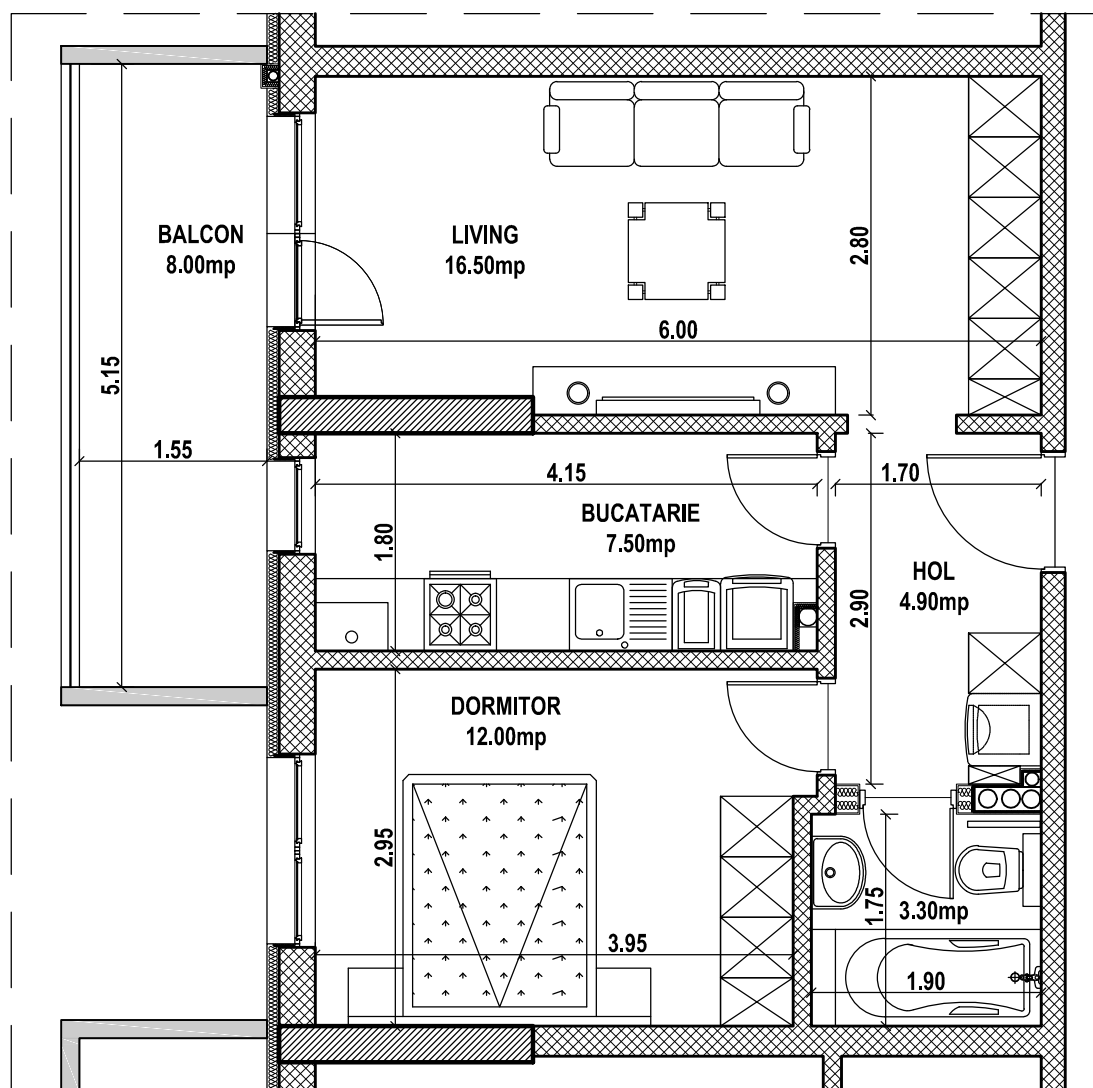 BALCON
8.00mp
LIVING
16.50mp
2.80
6.00
5.15
1.55
4.15
1.70
BUCATARIE
7.50mp
1.80
HOL
4.90mp
2.90
DORMITOR
12.00mp
2.95
1.75
3.30mp
3.95
1.90